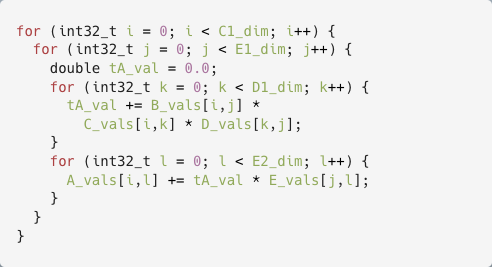 for (int32_t i = 0; i < C1_dim; i++) {
  for (int32_t j = 0; j < E1_dim; j++) {
    double tA_val = 0.0;
    for (int32_t k = 0; k < D1_dim; k++) {
      tA_val += B_vals[i,j] *
        C_vals[i,k] * D_vals[k,j];
    }
    for (int32_t l = 0; l < E2_dim; l++) {
      A_vals[i,l] += tA_val * E_vals[j,l];
    }
  }
}